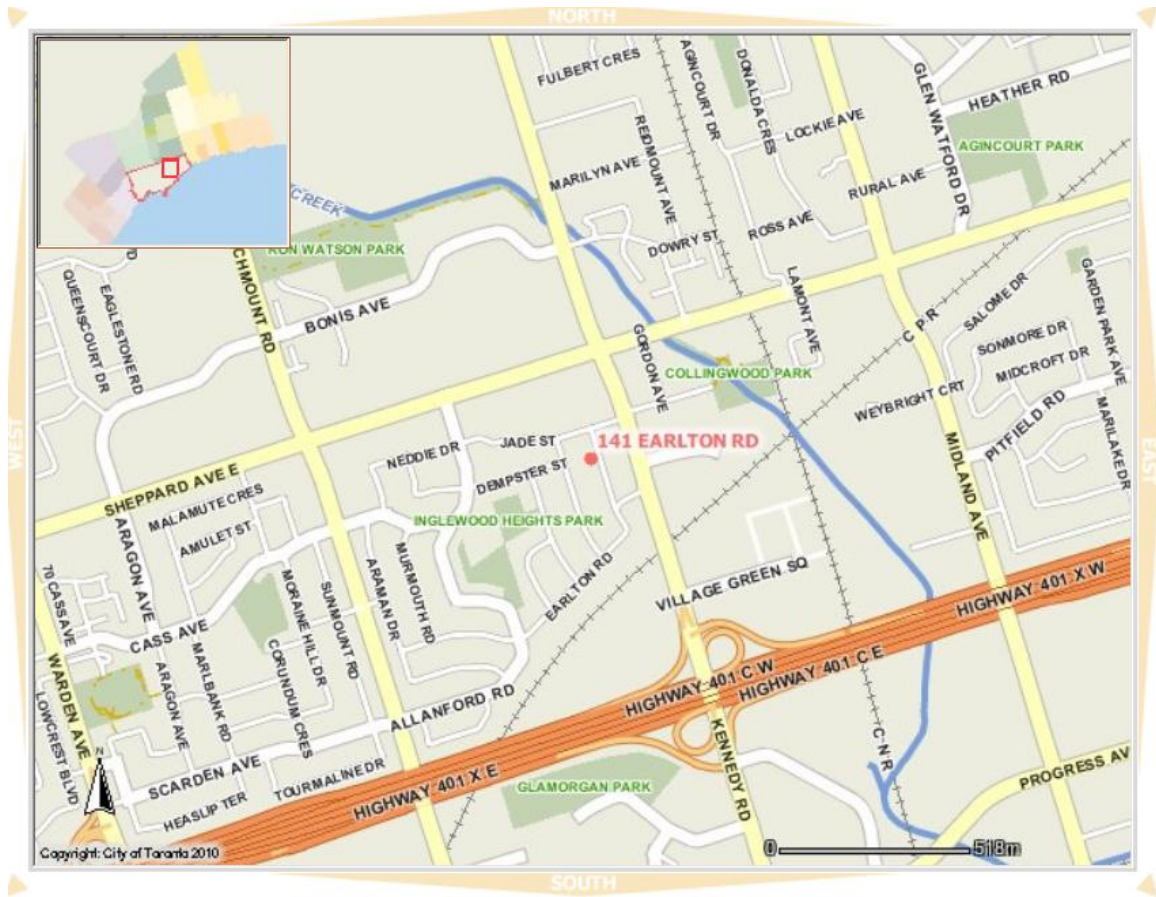 NORTH
FULBERT CRES
AGINCOURT DR
DONALDA CRES
GLEN WATFORD DR
HEATHER RD
REIDMOUNT AVE
LOCKIE AVE
AGINCOURT PARK
MARILYN AVE
RURAL AVE
CREEK
ROSS AVE
DOWRY ST
RON WATSON PARK
CHMOUNT RD
D
QUEENSCOURT DR
EAGLESTONE RD
BONIS AVE
LAMONT AVE
SALOME DR
GARDEN PARK AVE
C P R
GORDON AVE
SONMORE DR
MIDCROFT DR
COLLINGWOOD PARK
WEYBRIGHT CRT
PITFIELD RD
MARILAKE DR
MIDLAND AVE
WEST
EAST
NEDDIE DR
JADE ST
141 EARLTON RD
DEMPSTER ST
SHEPPARD AVE E
MALAMUTE CRES
AMULET ST
INGLEWOOD HEIGHTS PARK
ARAGON AVE
70 CASS AVE
CASS AVE
MORAINE HILL DR
SUNMOUNT RD
ARAMAN DR
MURMOUTH RD
EARLTON RD
VILLAGE GREEN SQ
HIGHWAY 401 X W
HIGHWAY 401 C W
HIGHWAY 401 C E
WARDEN AVE
LOWCREST BLVD
ARAGON AVE
MARLBANK RD
CORUNDUM CRES
ALLANFORD RD
KENNEDY RD
C N R
N
SCARDEN AVE
TOURMALINE DR
HIGHWAY 401 X E
HEASLIP TER
GLAMORGAN PARK
PROGRESS AV
Copyright: City of Toronto 2010
0 518m
SOUTH